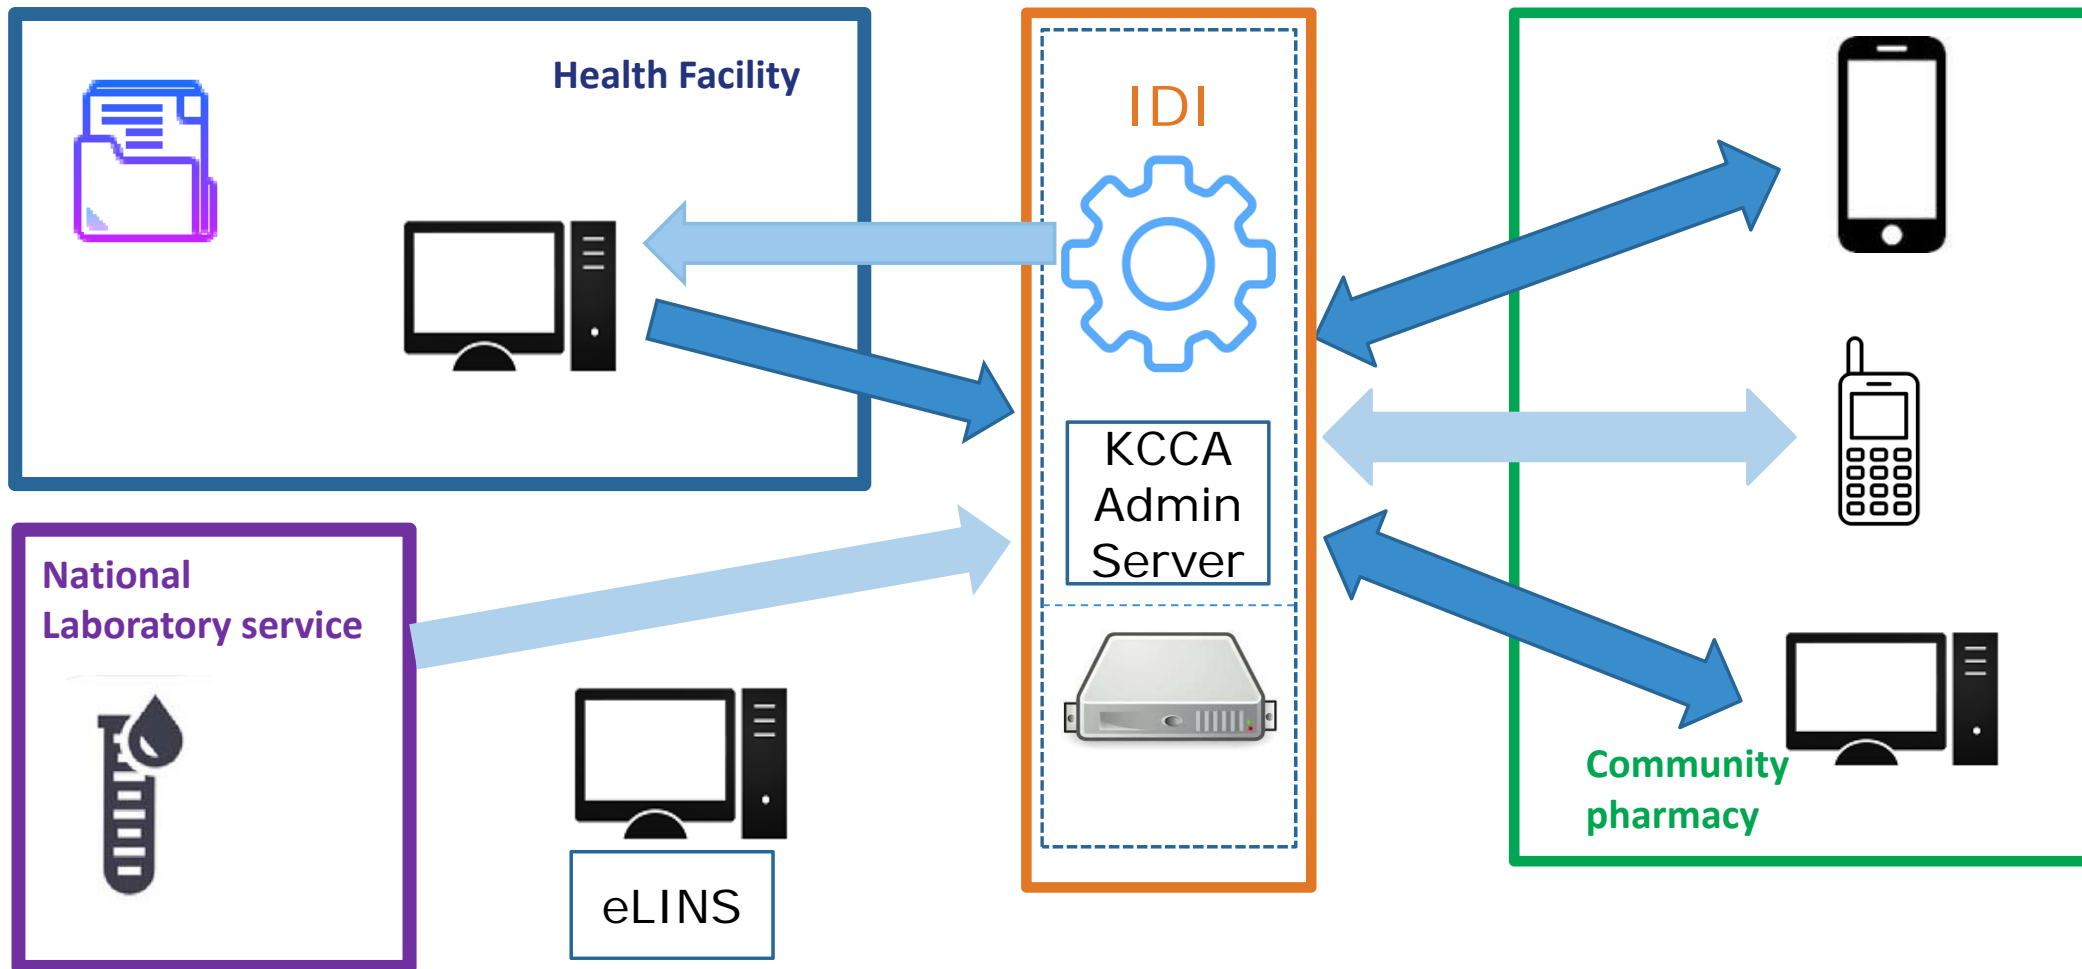 Health Facility
IDI
KCCA
Admin
Server
National
Laboratory service
eLINS
Community
pharmacy